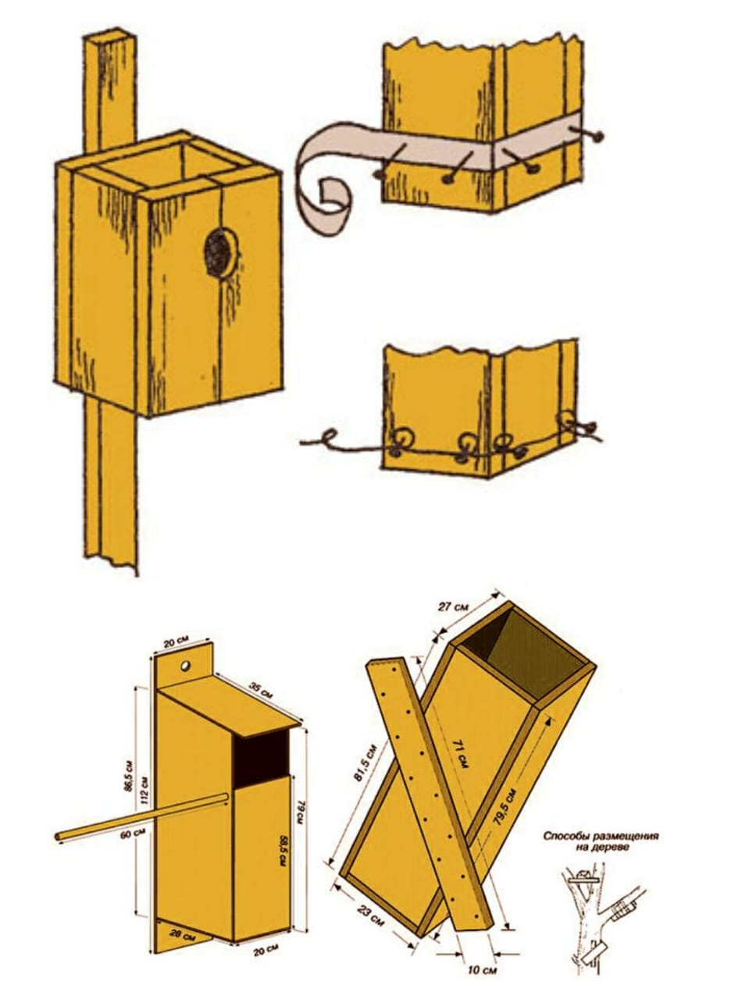 27 см
20 см
35 см
86,5 см
112 см
79 см
58,5 см
60 см
28 см
20 см
81,5 см
71 см
79,5 см
23 см
10 см
Способы размещения
на дереве